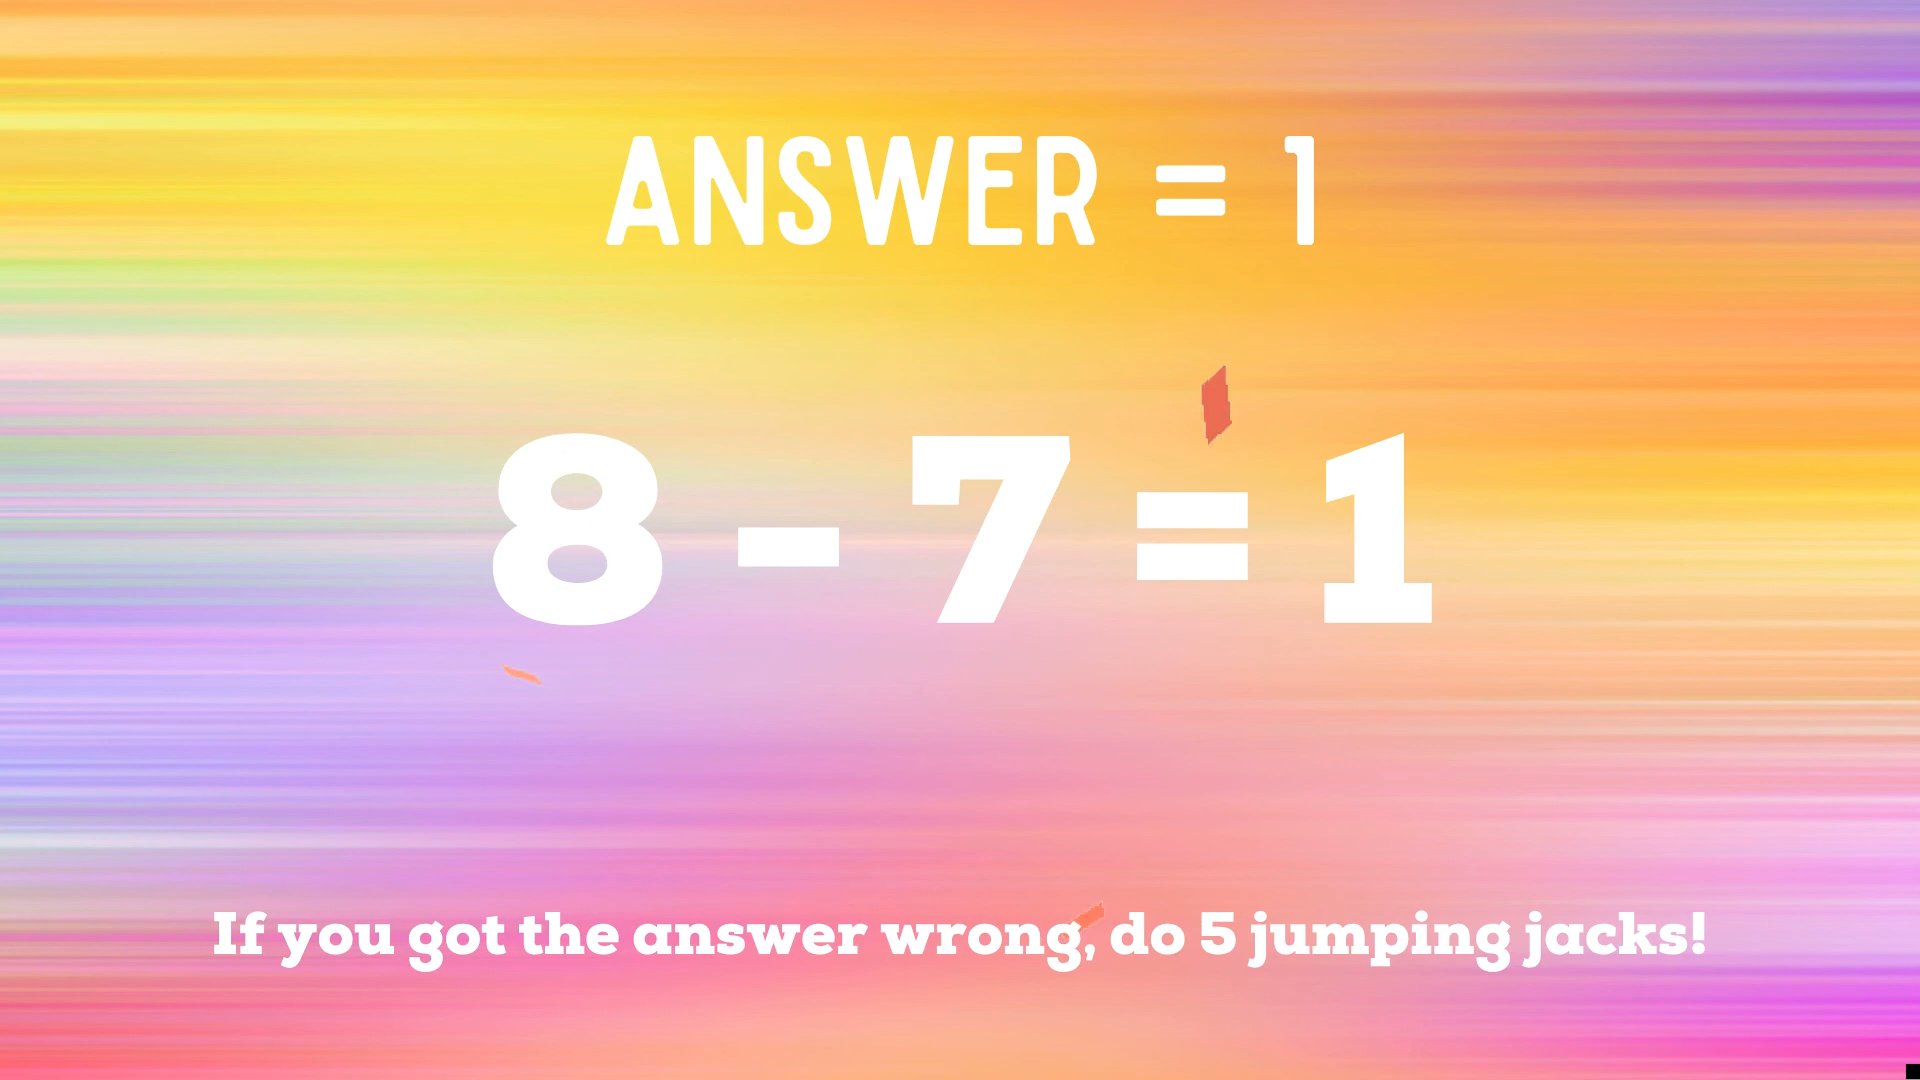 ANSWER = 1
8 - 7 = 1
If you got the answer wrong, do 5 jumping jacks!